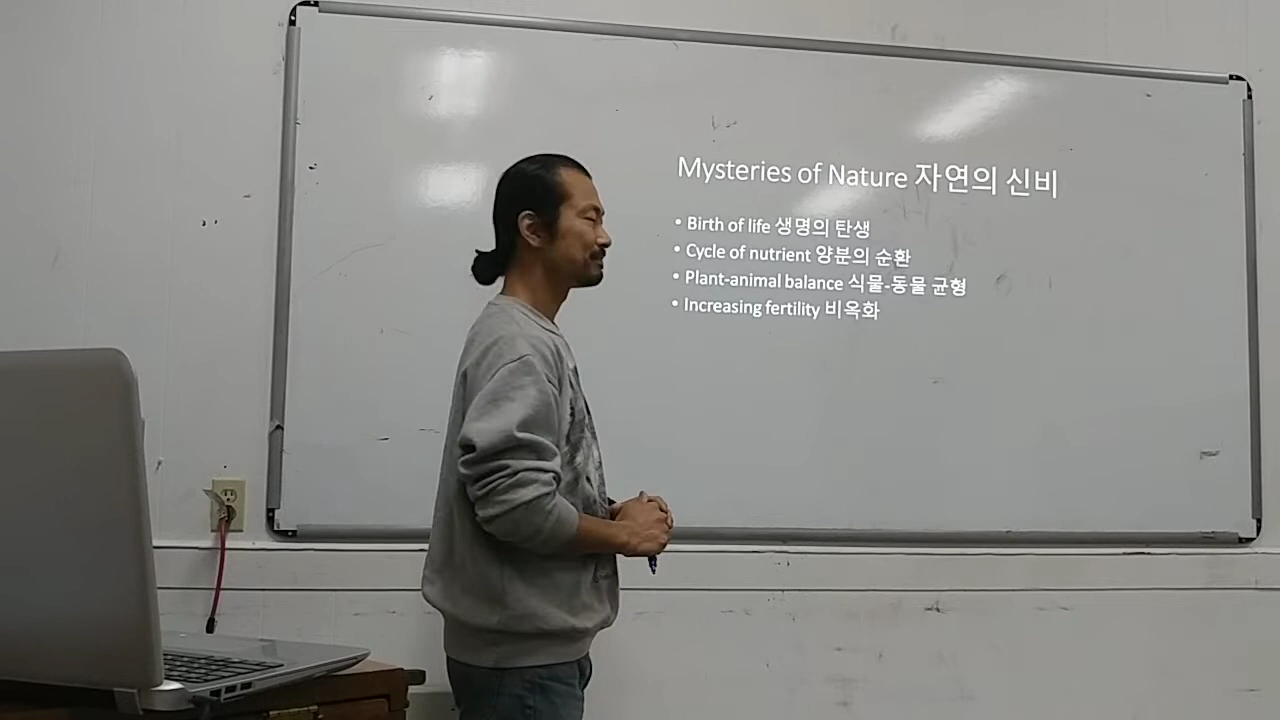 Mysteries of Nature 자연의 신비
• Birth of life 생명의 탄생
• Cycle of nutrient 양분의 순환
• Plant-animal balance 식물-동물 균형
• Increasing fertility 비옥화